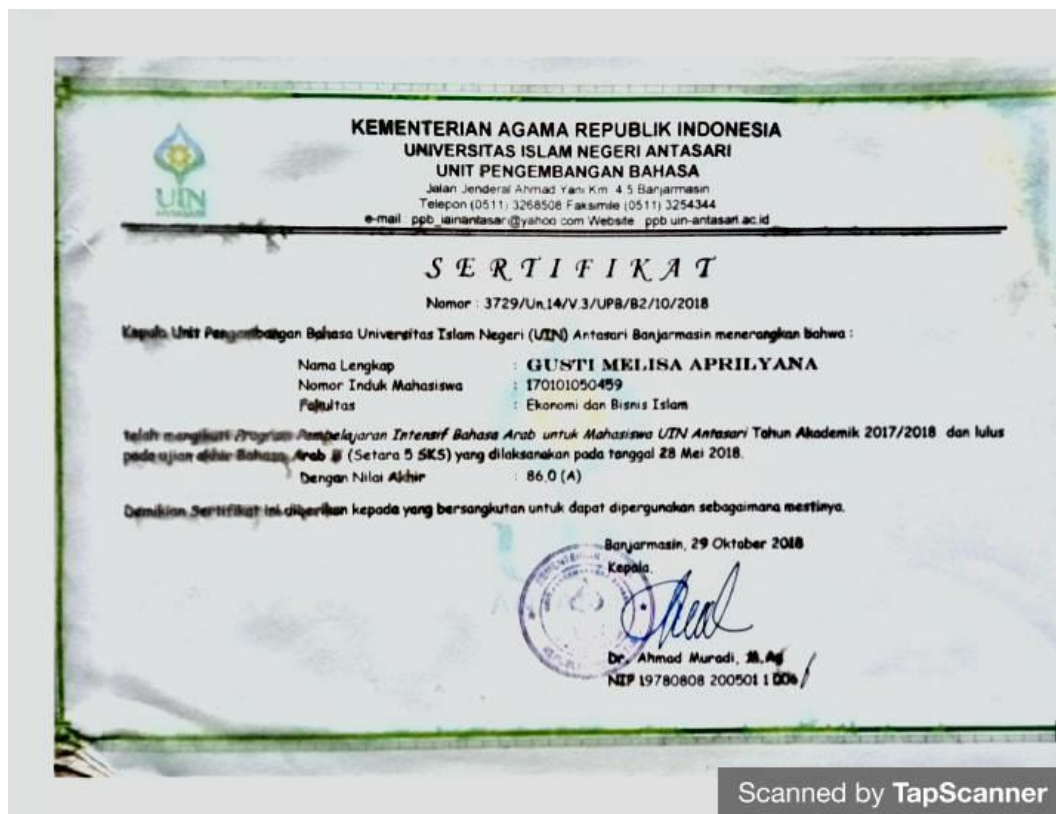 KEMENTERIAN AGAMA REPUBLIK INDONESIA
UNIVERSITAS ISLAM NEGERI ANTASARI
UNIT PENGEMBANGAN BAHASA
Jalan Jenderal Ahmad Yani Km. 4.5 Banjarmasin
Telepon (0511) 3268508 Faksimile (0511) 3254344
e-mail ppb_iainantasari@yahoo.com Website ppb.uin-antasari.ac.id
UIN
ANTASARI
SERTIFIKAT
Nomor : 3729/Un.14/V.3/UPB/B2/10/2018
Kepala Unit Pengembangan Bahasa Universitas Islam Negeri (UIN) Antasari Banjarmasin menerangkan bahwa :
Nama Lengkap : GUSTI MELISA APRILYANA
Nomor Induk Mahasiswa : 170101050459
Fakultas : Ekonomi dan Bisnis Islam
telah mengikuti Program Pembelajaran Intensif Bahasa Arab untuk Mahasiswa UIN Antasari Tahun Akademik 2017/2018 dan lulus
pada ujian akhir Bahasa Arab (Setara 5 SKS) yang dilaksanakan pada tanggal 28 Mei 2018.
Dengan Nilai Akhir : 86,0 (A)
Demikian Sertifikat ini diberikan kepada yang bersangkutan untuk dapat dipergunakan sebagaimana mestinya.
Banjarmasin, 29 Oktober 2018
Kepala,
Dr. Ahmad Muradi, M.Ag
NIP 19780808 200501 1 006
Scanned by TapScanner